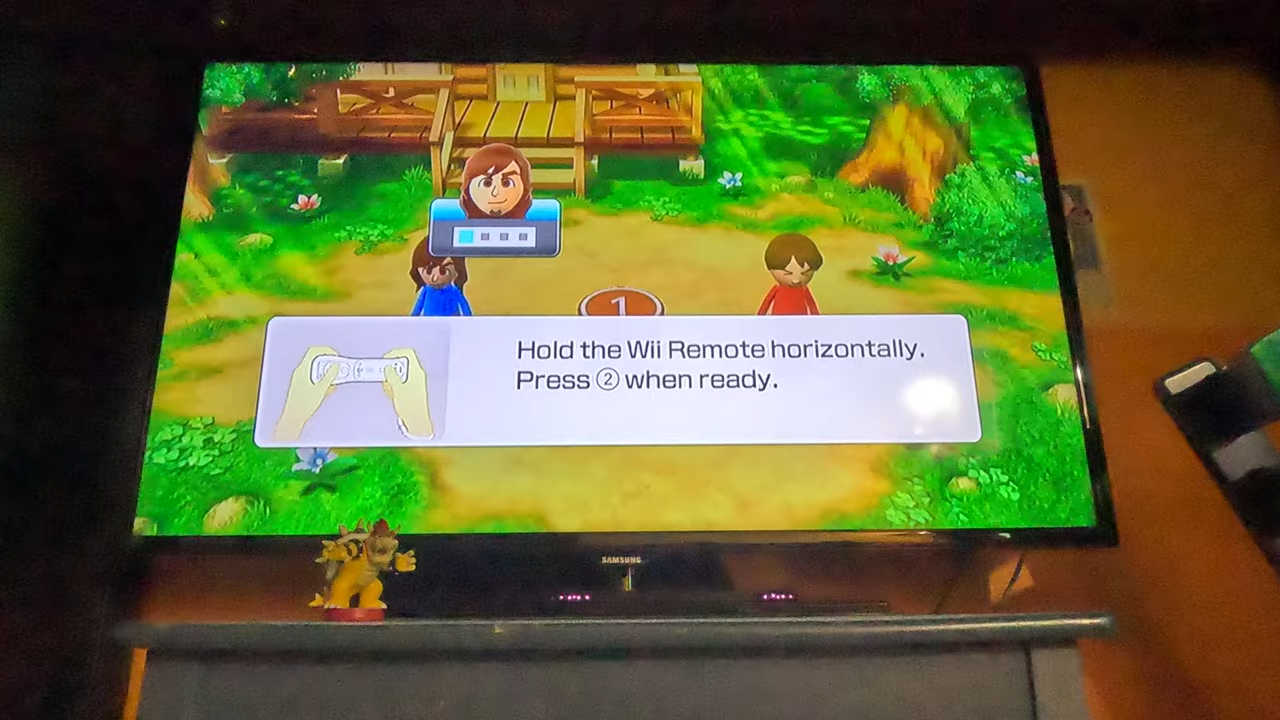 1
Hold the Wii Remote horizontally.
Press ② when ready.
SAMSUNG